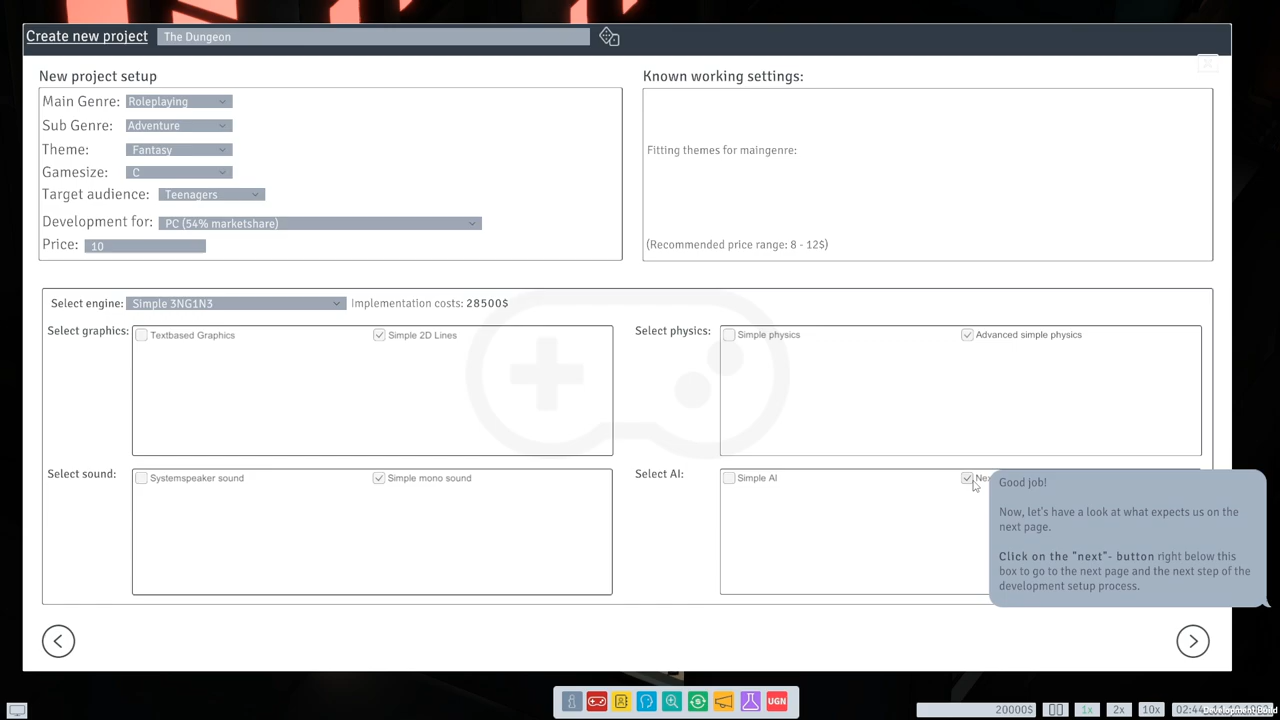 Create new project The Dungeon
New project setup
Main Genre: Roleplaying
Sub Genre: Adventure
Theme: Fantasy
Gamesize: C
Target audience: Teenagers
Development for: PC (54% marketshare)
Price: 10
Known working settings:
Fitting themes for maingenre:
(Recommended price range: 8 - 12$)
Select engine: Simple 3NG1N3 Implementation costs: 28500$
Select graphics: Textbased Graphics Simple 2D Lines
Select physics: Simple physics Advanced simple physics
Select sound: Systemspeaker sound Simple mono sound
Select AI: Simple AI
Good job!
Now, let's have a look at what expects us on the
next page.
Click on the "next"- button right below this
box to go to the next page and the next step of the
development setup process.
UGN
20000$ 1x 2x 10x